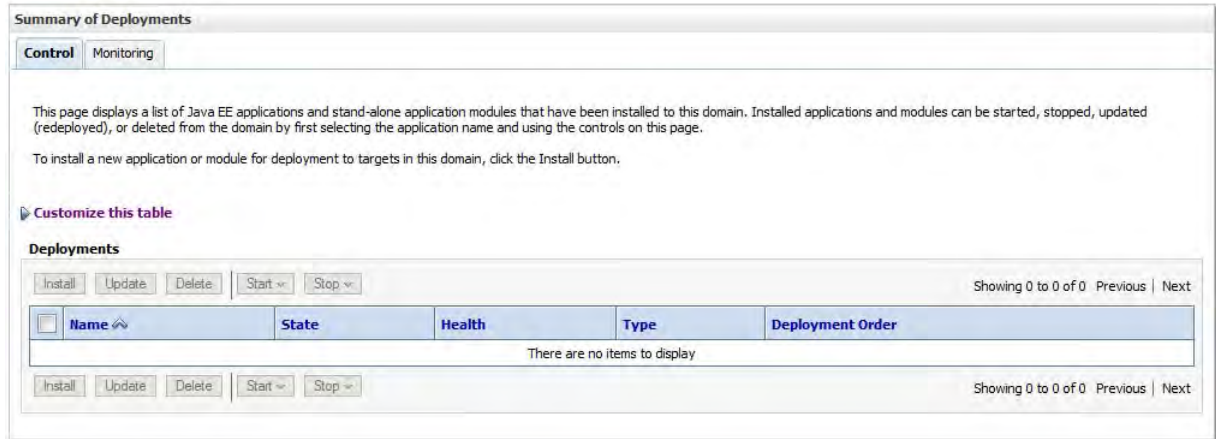 Summary of Deployments
Control Monitoring
This page displays a list of Java EE applications and stand-alone application modules that have been installed to this domain. Installed applications and modules can be started, stopped, updated
(redeployed), or deleted from the domain by first selecting the application name and using the controls on this page.
To install a new application or module for deployment to targets in this domain, click the Install button.
Customize this table
Deployments
Install Update Delete Start Stop Showing 0 to 0 of 0 Previous | Next
Name State Health Type Deployment Order
There are no items to display
Install Update Delete Start Stop Showing 0 to 0 of 0 Previous | Next